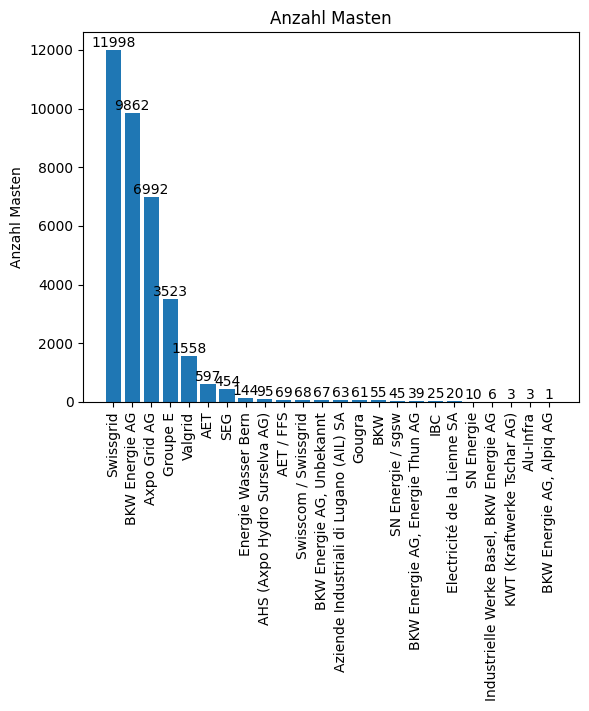 Anzahl Masten
Anzahl Masten
12000
10000
8000
6000
4000
2000
0
11998
9862
6992
3523
1558
597
454
144
95
69
68
67
63
61
55
45
39
25
20
10
6
3
3
1
Swissgrid
BKW Energie AG
Axpo Grid AG
Groupe E
Valgrid
AET
SEG
Energie Wasser Bern
AHS (Axpo Hydro Surselva AG)
AET / FFS
Swisscom / Swissgrid
BKW Energie AG, Unbekannt
Aziende Industriali di Lugano (AIL) SA
Gougra
BKW
SN Energie / sgsw
BKW Energie AG, Energie Thun AG
IBC
Electricité de la Lienne SA
SN Energie
Industrielle Werke Basel, BKW Energie AG
KWT (Kraftwerke Tschar AG)
Alu-Infra
BKW Energie AG, Alpiq AG